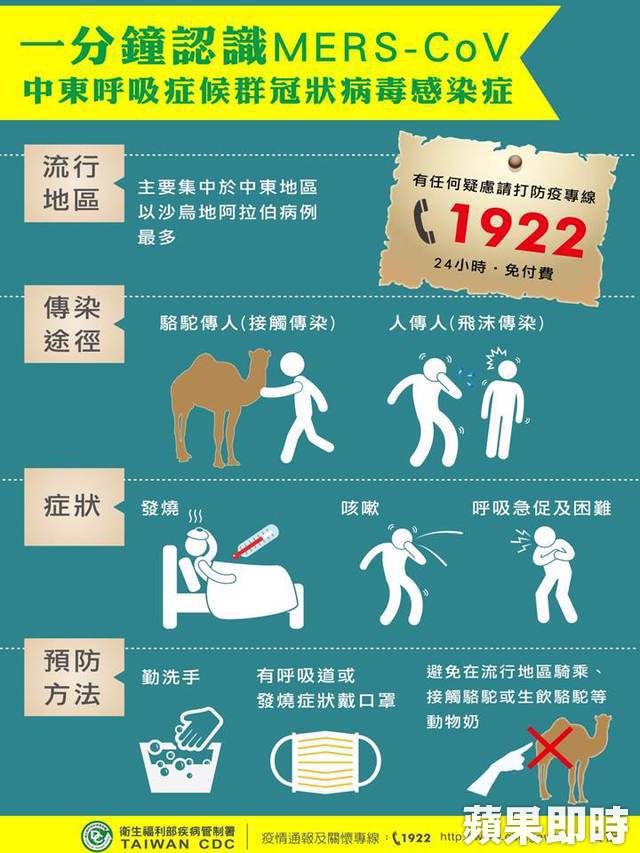 一分鐘認識MERS-CoV
中東呼吸症候群冠狀病毒感染症
流行
地區
主要集中於中東地區
以沙烏地阿拉伯病例
最多
有任何疑慮請打防疫專線
1922
24小時．免付費
傳染
途徑
駱駝傳人(接觸傳染)
人傳人(飛沫傳染)
症狀
發燒
咳嗽
呼吸急促及困難
預防
方法
勤洗手
有呼吸道或
發燒症狀戴口罩
避免在流行地區騎乘、
接觸駱駝或生飲駱駝等
動物奶
衛生福利部疾病管制署
TAIWAN CDC
疫情通報及關懷專線：1922
蘋果即時